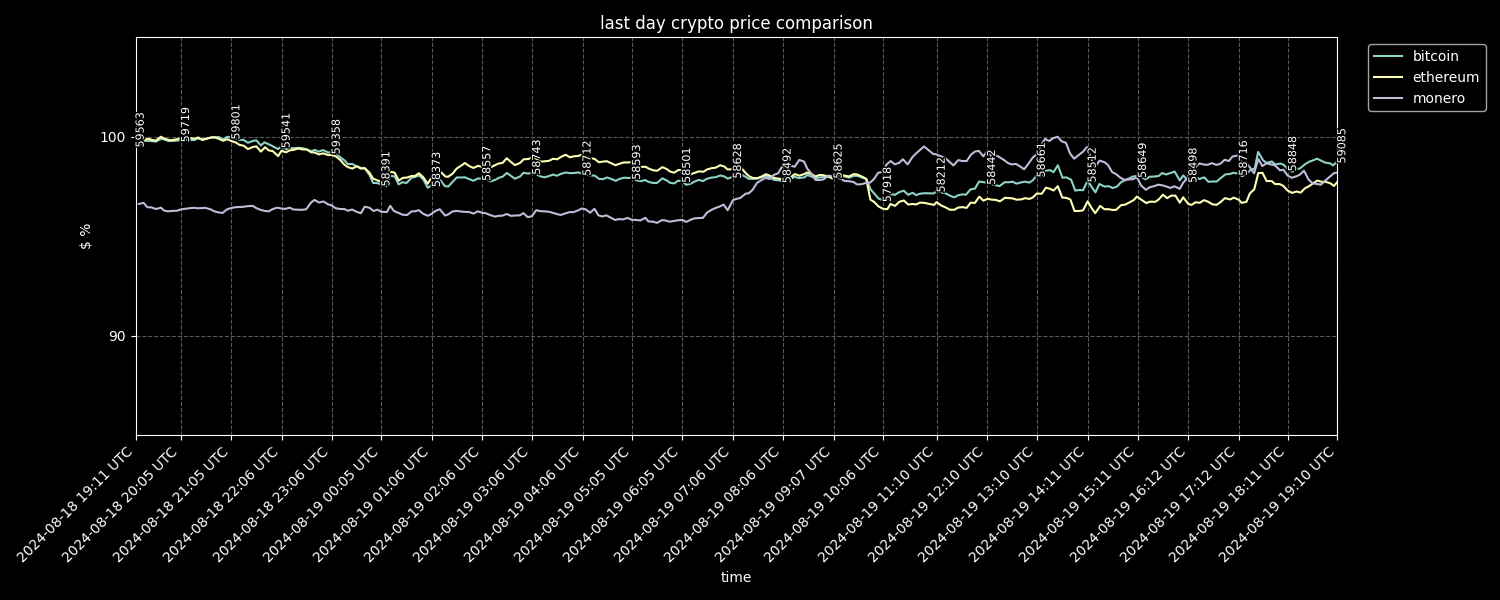 last day crypto price comparison
bitcoin
ethereum
monero
$ %
100
90
59563
59719
59801
59541
59358
58391
58373
58557
58743
58712
58593
58501
58628
58492
58625
57918
58212
58442
58661
58512
58649
58498
58716
58848
59085
2024-08-18 19:11 UTC
2024-08-18 20:05 UTC
2024-08-18 21:05 UTC
2024-08-18 22:06 UTC
2024-08-18 23:06 UTC
2024-08-19 00:05 UTC
2024-08-19 01:06 UTC
2024-08-19 02:06 UTC
2024-08-19 03:06 UTC
2024-08-19 04:06 UTC
2024-08-19 05:05 UTC
2024-08-19 06:05 UTC
2024-08-19 07:06 UTC
2024-08-19 08:06 UTC
2024-08-19 09:07 UTC
2024-08-19 10:06 UTC
2024-08-19 11:10 UTC
2024-08-19 12:10 UTC
2024-08-19 13:10 UTC
2024-08-19 14:11 UTC
2024-08-19 15:11 UTC
2024-08-19 16:12 UTC
2024-08-19 17:12 UTC
2024-08-19 18:11 UTC
2024-08-19 19:10 UTC
time